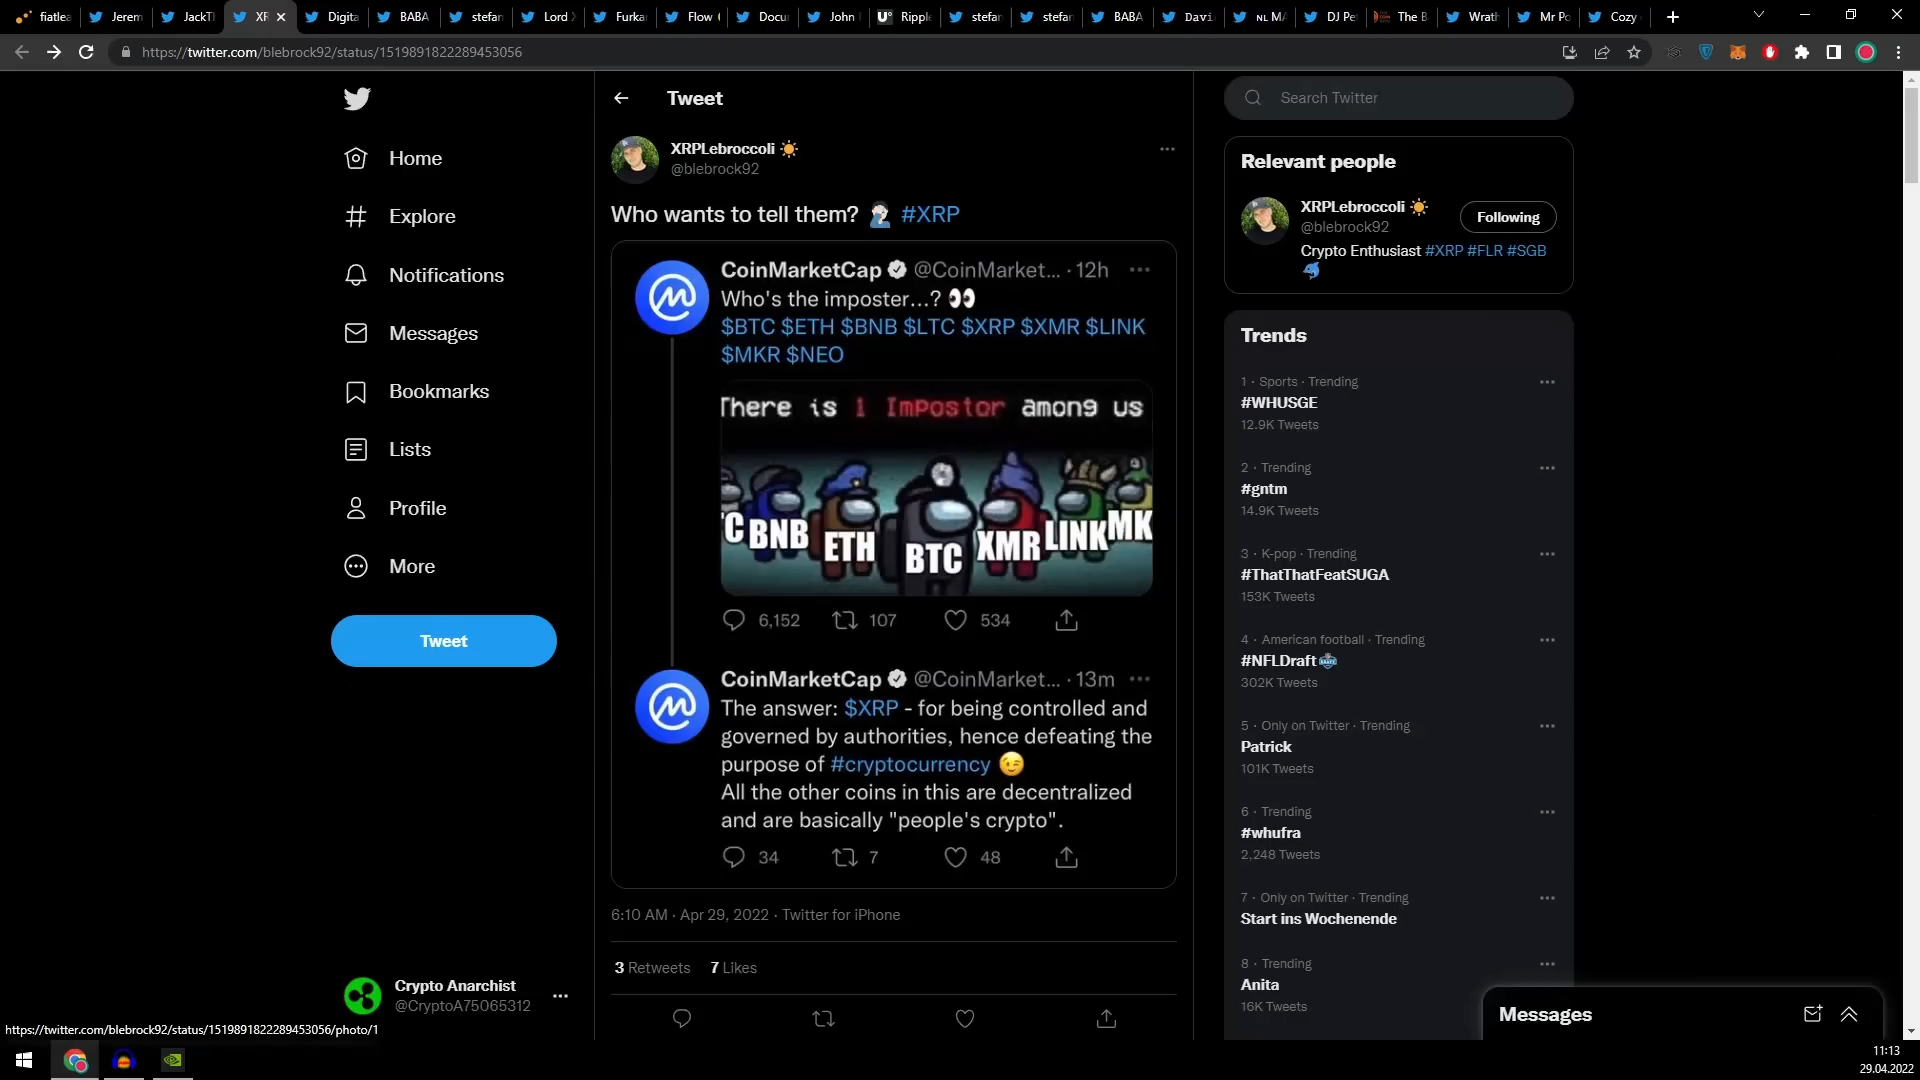 fiatlea
Jerem
JackTl
XR
Digita
BABA
stefan
Lord
Furka
Flow
Docu
John
Ripple
stefa
stefan
BABA
Davi
NL MA
DJ Pe
The B
Wrath
Mr Po
Cozy
https://twitter.com/blebrock92/status/1519891822289453056
Home
Explore
Notifications
Messages
Bookmarks
Lists
Profile
More
Tweet
Crypto Anarchist
@CryptoA75065312
https://twitter.com/blebrock92/status/1519891822289453056/photo/1
Tweet
XRPLebroccoli
@blebrock92
Who wants to tell them? #XRP
CoinMarketCap @CoinMarket... · 12h
Who's the imposter...?
$BTC $ETH $BNB $LTC $XRP $XMR $LINK
$MKR $NEO
There is 1 Impostor among us
TC BNB ETH BTC XMR LINK MK
6,152 107 534
CoinMarketCap @CoinMarket... · 13m
The answer: $XRP - for being controlled and
governed by authorities, hence defeating the
purpose of #cryptocurrency
All the other coins in this are decentralized
and are basically "people's crypto".
34 7 48
6:10 AM · Apr 29, 2022 · Twitter for iPhone
3 Retweets 7 Likes
Search Twitter
Relevant people
XRPLebroccoli
@blebrock92
Following
Crypto Enthusiast #XRP #FLR #SGB
Trends
1 · Sports · Trending
#WHUSGE
12.9K Tweets
2 · Trending
#gntm
14.9K Tweets
3 · K-pop · Trending
#ThatThatFeatSUGA
153K Tweets
4 · American football · Trending
#NFLDraft
302K Tweets
5 · Only on Twitter · Trending
Patrick
101K Tweets
6 · Trending
#whufra
2,248 Tweets
7 · Only on Twitter · Trending
Start ins Wochenende
8 · Trending
Anita
16K Tweets
Messages
11:13
29.04.2022